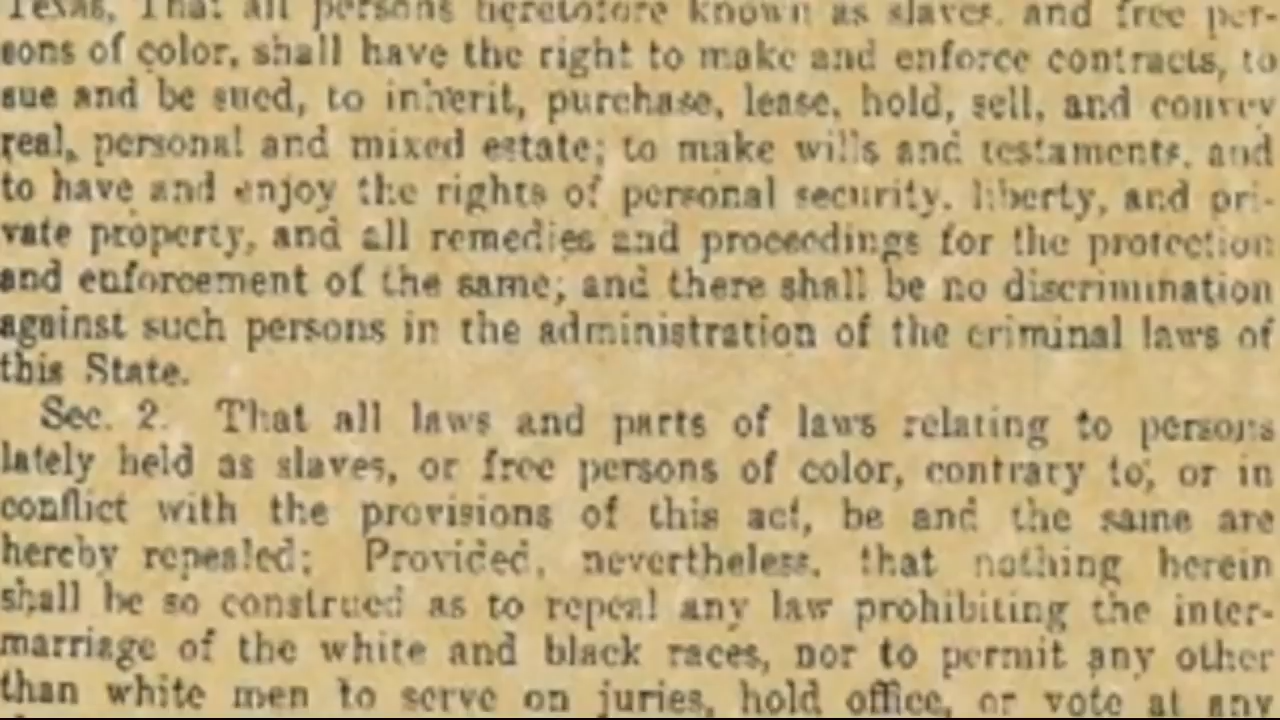 Texas, That all persons heretofore known as slaves, and free per-
sons of color, shall have the right to make and enforce contracts, to
sue and be sued, to inherit, purchase, lease, hold, sell, and convey
real, personal and mixed estate; to make wills and testaments, and
to have and enjoy the rights of personal security, liberty, and pri-
vate property, and all remedies and proceedings for the protection
and enforcement of the same; and there shall be no discrimination
against such persons in the administration of the criminal laws of
this State.
Sec. 2. That all laws and parts of laws relating to persons
lately held as slaves, or free persons of color, contrary to, or in
conflict with the provisions of this act, be and the same are
hereby repealed: Provided, nevertheless, that nothing herein
shall be so construed as to repeal any law prohibiting the inter-
marriage of the white and black races, nor to permit any other
than white men to serve on juries, hold office, or vote at any